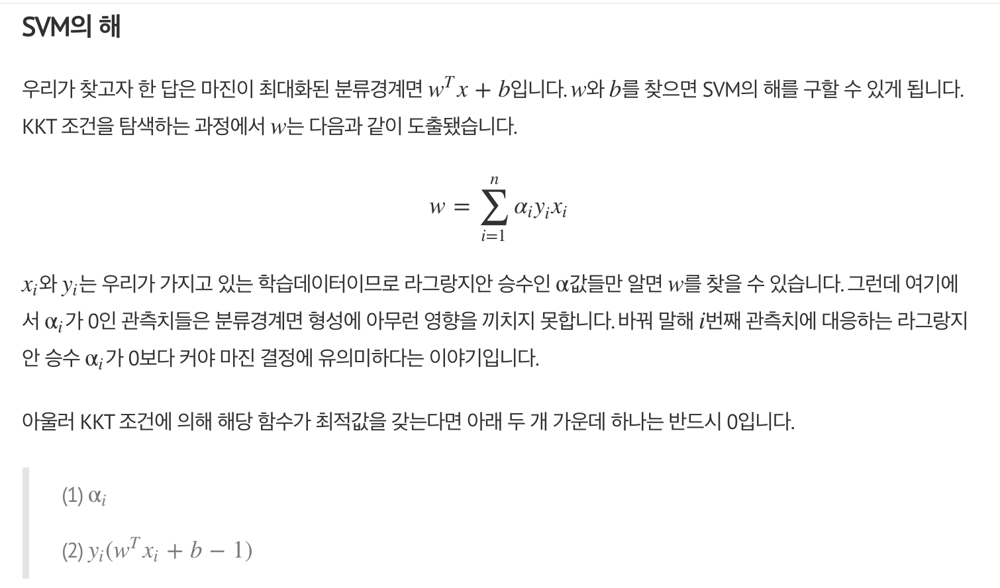 SVM의 해
우리가 찾고자 한 답은 마진이 최대화된 분류경계면 $w^T x + b$입니다. $w$와 $b$를 찾으면 SVM의 해를 구할 수 있게 됩니다.
KKT 조건을 탐색하는 과정에서 $w$는 다음과 같이 도출됐습니다.
$w = \sum_{i=1}^{n} \alpha_i y_i x_i$
$x_i$와 $y_i$는 우리가 가지고 있는 학습데이터이므로 라그랑지안 승수인 α값들만 알면 $w$를 찾을 수 있습니다. 그런데 여기에
서 $α_i$가 0인 관측치들은 분류경계면 형성에 아무런 영향을 끼치지 못합니다. 바꿔 말해 $i$번째 관측치에 대응하는 라그랑지
안 승수 $α_i$가 0보다 커야 마진 결정에 유의미하다는 이야기입니다.
아울러 KKT 조건에 의해 해당 함수가 최적값을 갖는다면 아래 두 개 가운데 하나는 반드시 0입니다.
(1) $α_i$
(2) $y_i(w^T x_i + b - 1)$